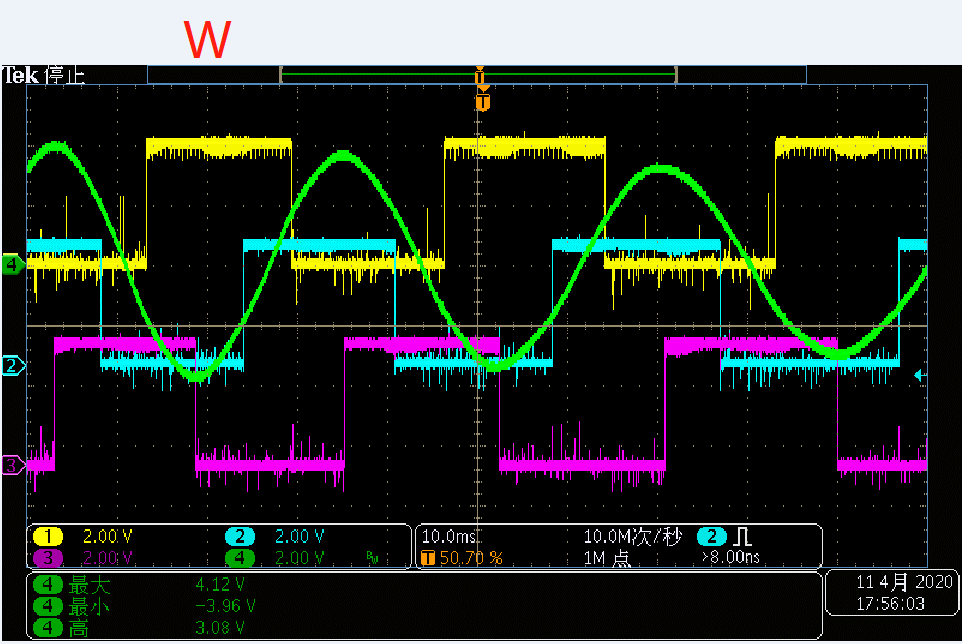 W
Tek 停止
T
T
4
2
3
1 2.00 V 2 2.00 V
3 2.00 V 4 2.00 V BW
10.0ms 10.0M次/秒 2
T 50.70 % 1M 点 >8.00ns
4 最大 4.12 V
4 最小 -3.96 V
4 高 3.08 V
11 4月 2020
17:56:03